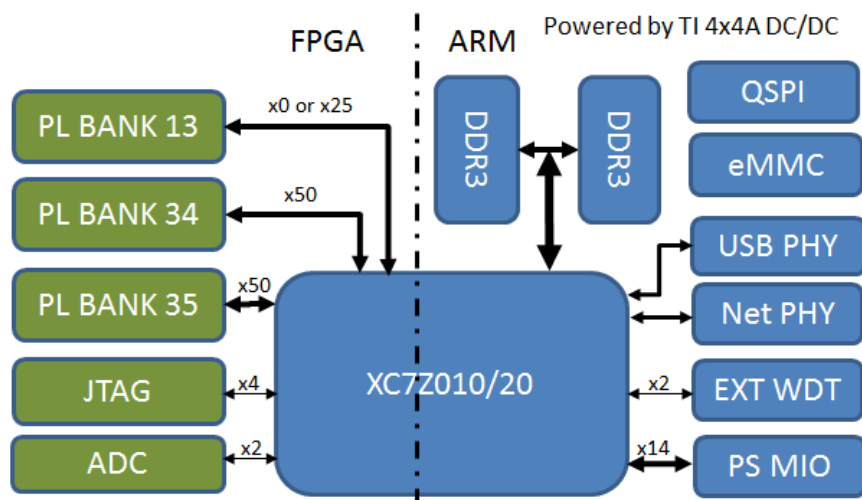 FPGA
ARM
Powered by TI 4x4A DC/DC
PL BANK 13
x0 or x25
DDR3
DDR3
QSPI
eMMC
PL BANK 34
x50
USB PHY
PL BANK 35
x50
Net PHY
XC7Z010/20
JTAG
x4
x2
EXT WDT
ADC
x2
x14
PS MIO